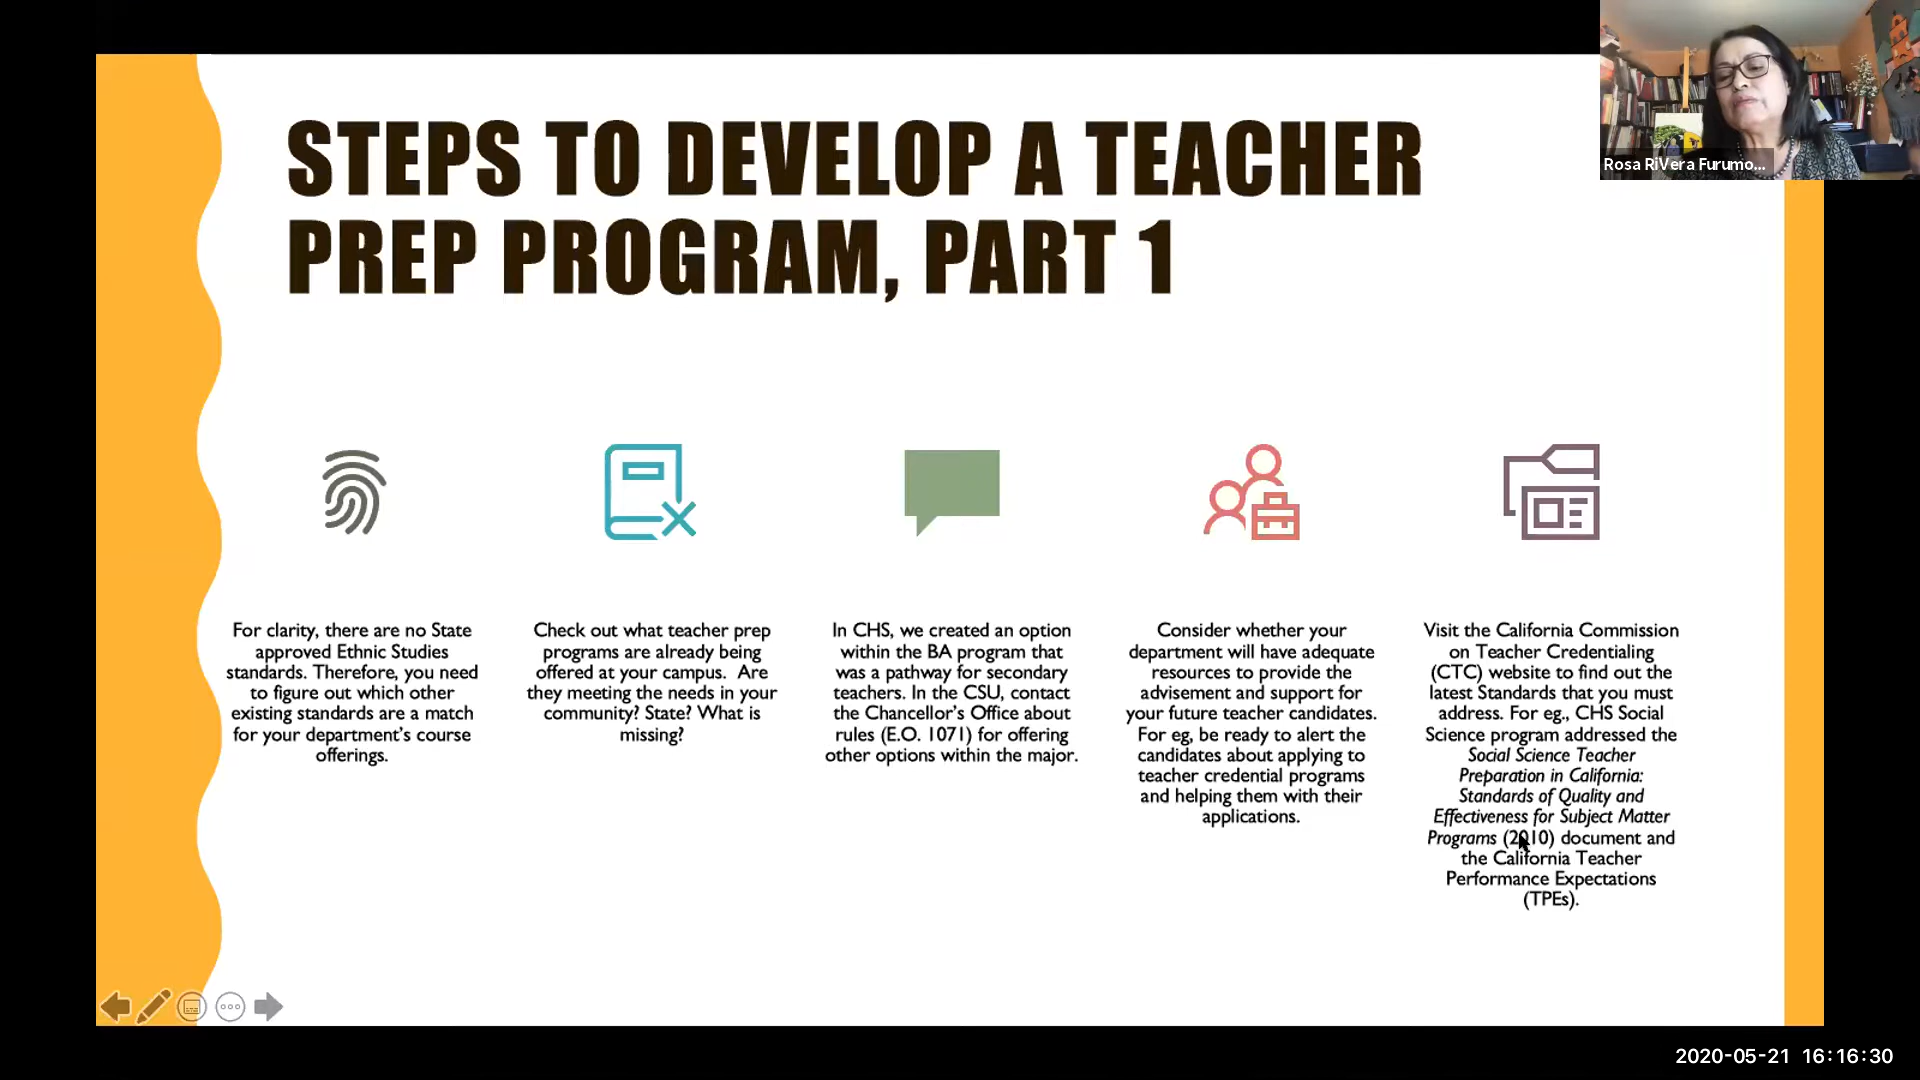 STEPS TO DEVELOP A TEACHER
PREP PROGRAM, PART 1
Rosa RiVera Furumo...
For clarity, there are no State
approved Ethnic Studies
standards. Therefore, you need
to figure out which other
existing standards are a match
for your department's course
offerings.
Check out what teacher prep
programs are already being
offered at your campus.  Are
they meeting the needs in your
community? State? What is
missing?
In CHS, we created an option
within the BA program that
was a pathway for secondary
teachers. In the CSU, contact
the Chancellor's Office about
rules (E.O. 1071) for offering
other options within the major.
Consider whether your
department will have adequate
resources to provide the
advisement and support for
your future teacher candidates.
For eg, be ready to alert the
candidates about applying to
teacher credential programs
and helping them with their
applications.
Visit the California Commission
on Teacher Credentialing
(CTC) website to find out the
latest Standards that you must
address. For eg., CHS Social
Science program addressed the
Social Science Teacher
Preparation in California:
Standards of Quality and
Effectiveness for Subject Matter
Programs (2010) document and
the California Teacher
Performance Expectations
(TPEs).
2020-05-21 16:16:30